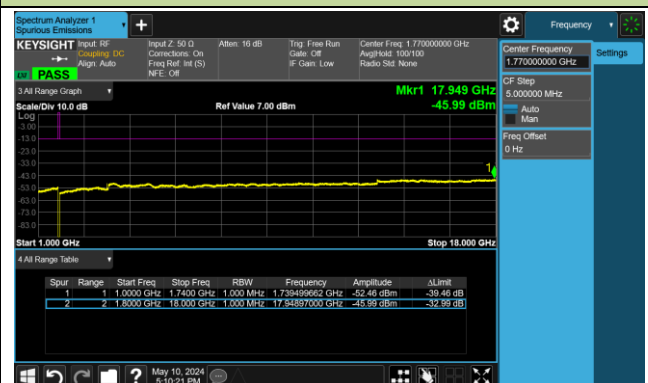 Spectrum Analyzer 1
Spurious Emissions
Frequency
KEYSIGHT
Input: RF
Coupling: DC
Align: Auto
Input Z: 50 Ω
Corrections: On
Freq Ref: Int (S)
NFE: Off
Atten: 16 dB
Trig: Free Run
Gate: Off
IF Gain: Low
Center Freq: 1.770000000 GHz
Avg|Hold: 100/100
Radio Std: None
PASS
Center Frequency
1.770000000 GHz
Settings
CF Step
5.000000 MHz
Auto
Man
Freq Offset
0 Hz
3 All Range Graph
Mkr1 17.949 GHz
-45.99 dBm
Scale/Div 10.0 dB
Ref Value 7.00 dBm
Log
-3.00
-13.0
-23.0
-33.0
-43.0
-53.0
-63.0
-73.0
-83.0
1
Start 1.000 GHz
Stop 18.000 GHz
4 All Range Table
Spur Range Start Freq Stop Freq RBW Frequency Amplitude ΔLimit
1 1 1.0000 GHz 1.7400 GHz 1.000 MHz 1.739499662 GHz -52.46 dBm -39.46 dB
2 2 1.8000 GHz 18.000 GHz 1.000 MHz 17.94897000 GHz -45.99 dBm -32.99 dB
May 10, 2024
5:10:21 PM